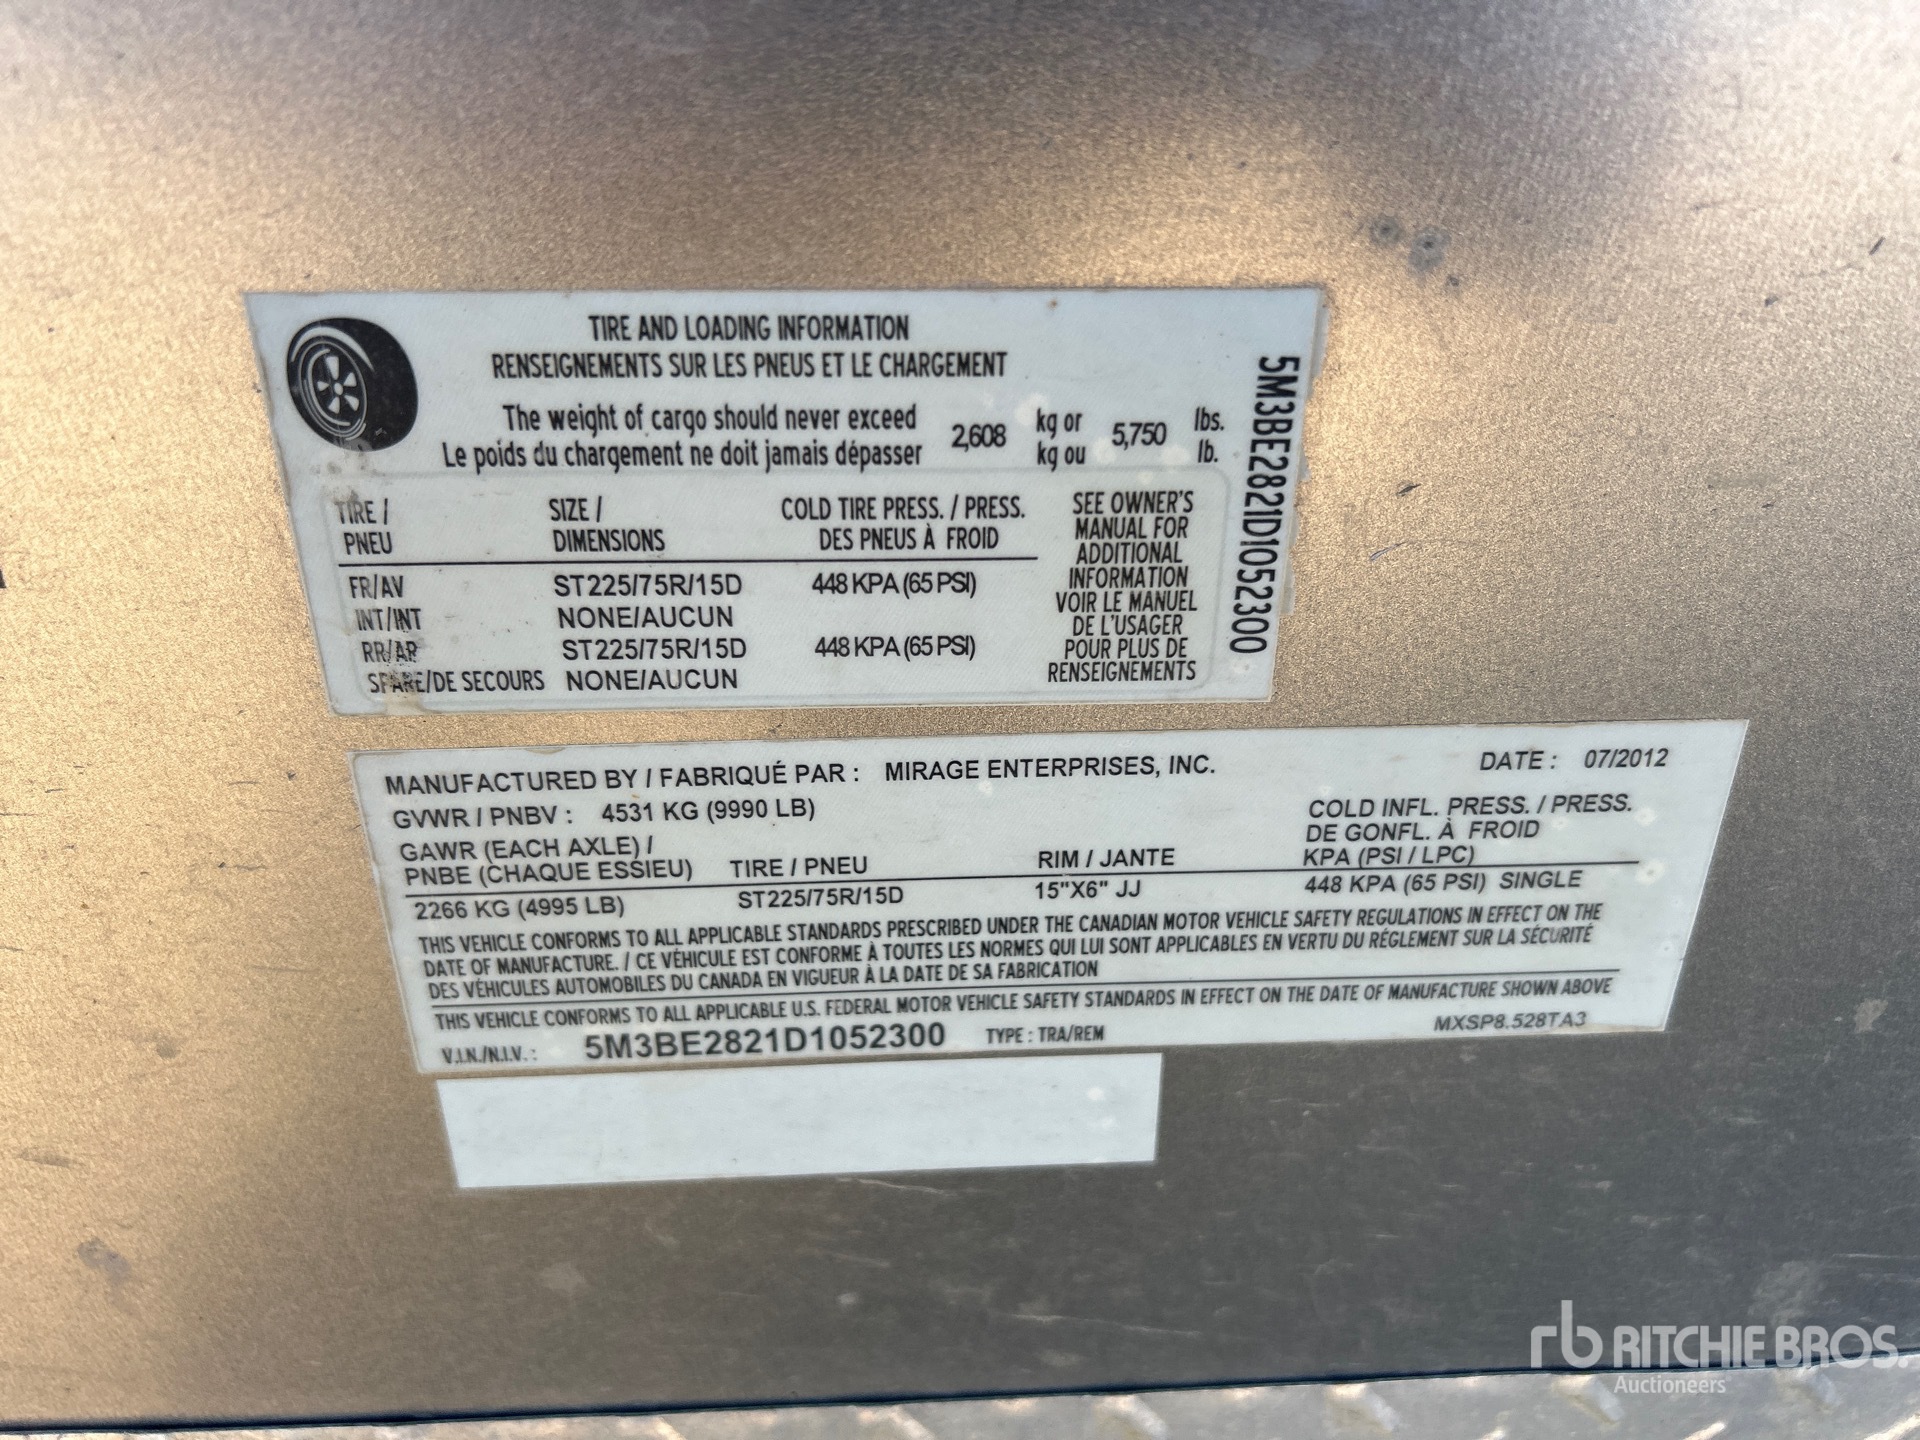 TIRE AND LOADING INFORMATION
RENSEIGNEMENTS SUR LES PNEUS ET LE CHARGEMENT
The weight of cargo should never exceed 2,608 kg or 5,750 lbs.
Le poids du chargement ne doit jamais dépasser kg ou lb.
TIRE / SIZE / COLD TIRE PRESS. / PRESS.
PNEU DIMENSIONS DES PNEUS À FROID
FR/AV ST225/75R/15D 448 KPA (65 PSI)
INT/INT NONE/AUCUN
RR/AR ST225/75R/15D 448 KPA (65 PSI)
SPARE/DE SECOURS NONE/AUCUN
SEE OWNER'S
MANUAL FOR
ADDITIONAL
INFORMATION
VOIR LE MANUEL
DE L'USAGER
POUR PLUS DE
RENSEIGNEMENTS
5M3BE2821D1052300
MANUFACTURED BY / FABRIQUÉ PAR : MIRAGE ENTERPRISES, INC. DATE : 07/2012
GVWR / PNBV : 4531 KG (9990 LB)
GAWR (EACH AXLE) /
PNBE (CHAQUE ESSIEU) TIRE / PNEU RIM / JANTE
COLD INFL. PRESS. / PRESS.
DE GONFL. À FROID
KPA (PSI / LPC)
2266 KG (4995 LB) ST225/75R/15D 15"X6" JJ 448 KPA (65 PSI) SINGLE
THIS VEHICLE CONFORMS TO ALL APPLICABLE STANDARDS PRESCRIBED UNDER THE CANADIAN MOTOR VEHICLE SAFETY REGULATIONS IN EFFECT ON THE
DATE OF MANUFACTURE. / CE VÉHICULE EST CONFORME À TOUTES LES NORMES QUI LUI SONT APPLICABLES EN VERTU DU RÉGLEMENT SUR LA SÉCURITÉ
DES VÉHICULES AUTOMOBILES DU CANADA EN VIGUEUR À LA DATE DE SA FABRICATION
THIS VEHICLE CONFORMS TO ALL APPLICABLE U.S. FEDERAL MOTOR VEHICLE SAFETY STANDARDS IN EFFECT ON THE DATE OF MANUFACTURE SHOWN ABOVE
V.I.N./N.I.V. : 5M3BE2821D1052300 TYPE : TRA/REM MXSP8.528TA3
rb RITCHIE BROS.
Auctioneers